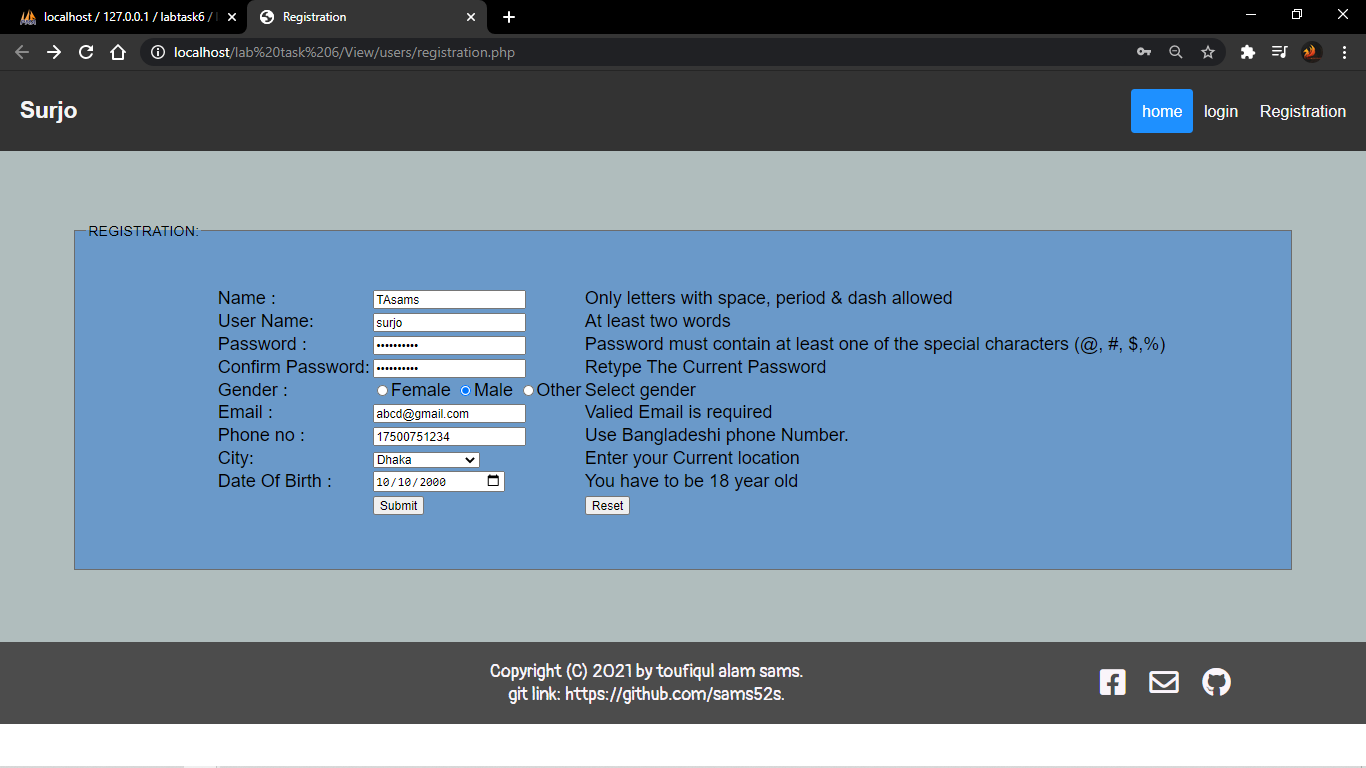 localhost / 127.0.0.1 / labtask6 /
Registration
localhost/lab%20task%206/View/users/registration.php
Surjo
home login Registration
REGISTRATION:
Name : TAsams Only letters with space, period & dash allowed
User Name: surjo At least two words
Password : •••••••••• Password must contain at least one of the special characters (@, #, $,%)
Confirm Password: •••••••••• Retype The Current Password
Gender : Female Male Other Select gender
Email : abcd@gmail.com Valied Email is required
Phone no : 17500751234 Use Bangladeshi phone Number.
City: Dhaka Enter your Current location
Date Of Birth : 10/10/2000 You have to be 18 year old
Submit Reset
Copyright (C) 2021 by toufiqul alam sams.
git link: https://github.com/sams52s.